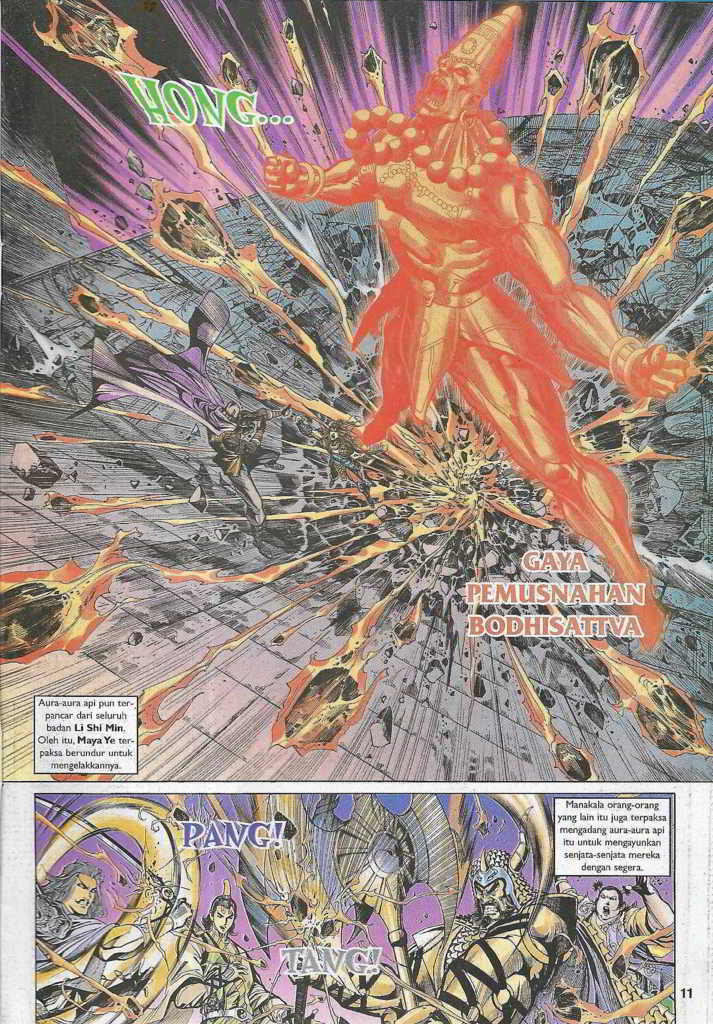 HONG...
GAYA
PEMUSNAHAN
BODHISATTVA
Aura-aura api pun ter-
pancar dari seluruh
badan Li Shi Min.
Oleh itu, Maya Ye ter-
paksa berundur untuk
mengelakkannya.
PANG!
Manakala orang-orang
yang lain itu juga terpaksa
mengadang aura-aura api
itu untuk mengayunkan
senjata-senjata mereka
dengan segera.
TANG!
11